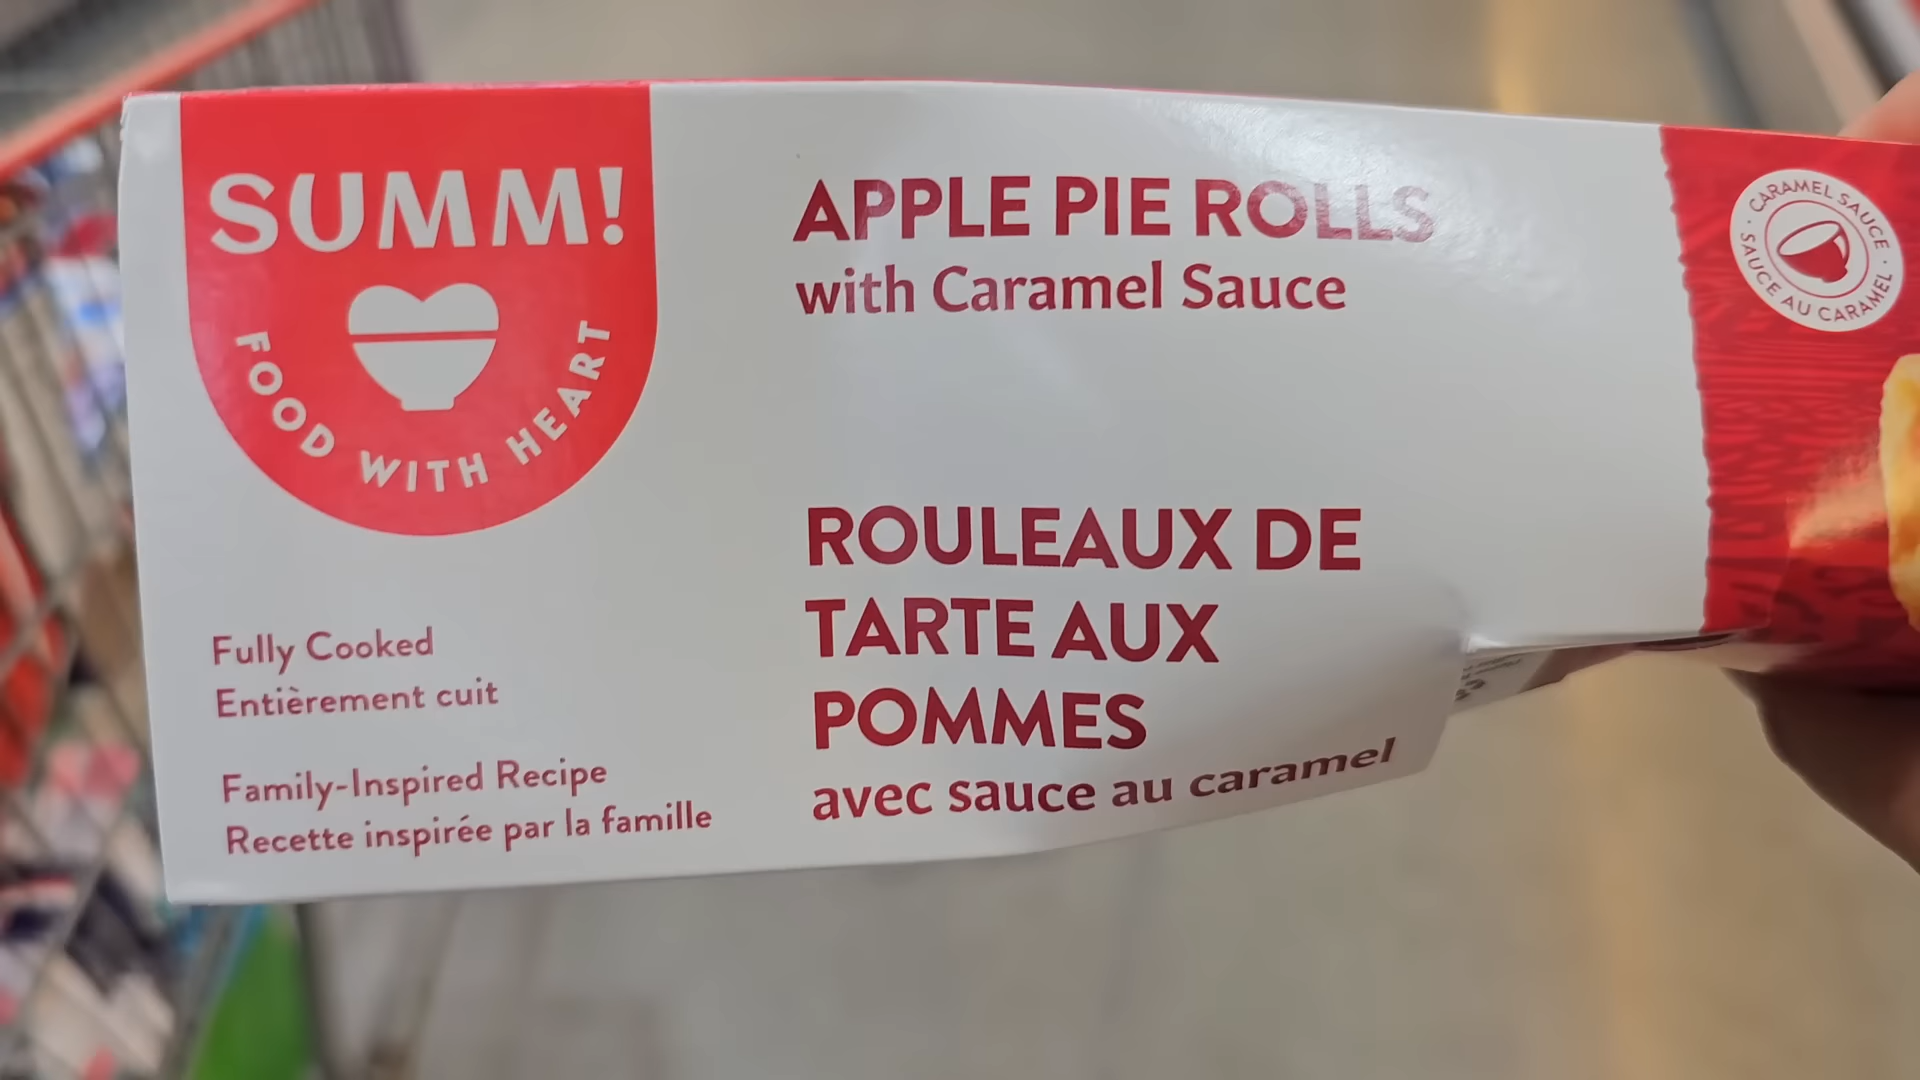 SUMM!
FOOD WITH HEART
Fully Cooked
Entièrement cuit
Family-Inspired Recipe
Recette inspirée par la famille
APPLE PIE ROLLS
with Caramel Sauce
ROULEAUX DE
TARTE AUX
POMMES
avec sauce au caramel
CARAMEL SAUCE
SAUCE AU CARAMEL